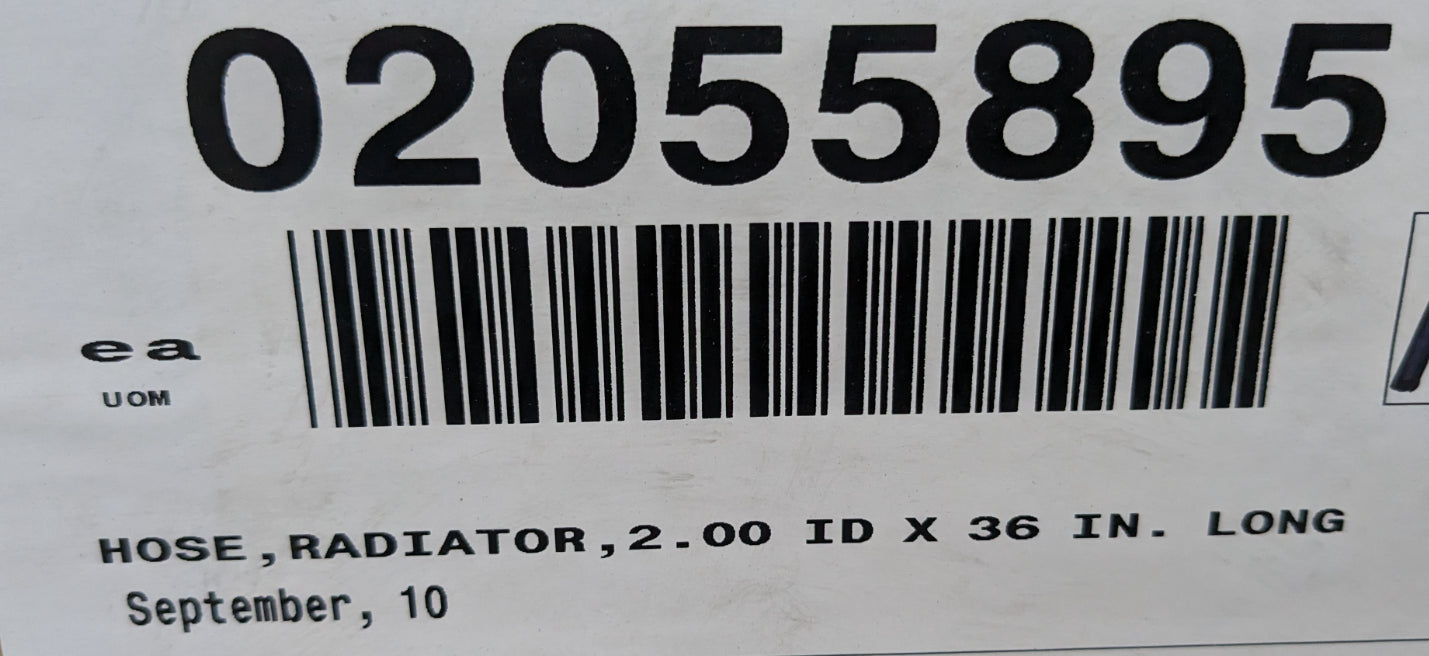 02055895
ea
UOM
HOSE,RADIATOR,2.00 ID X 36 IN. LONG
September, 10